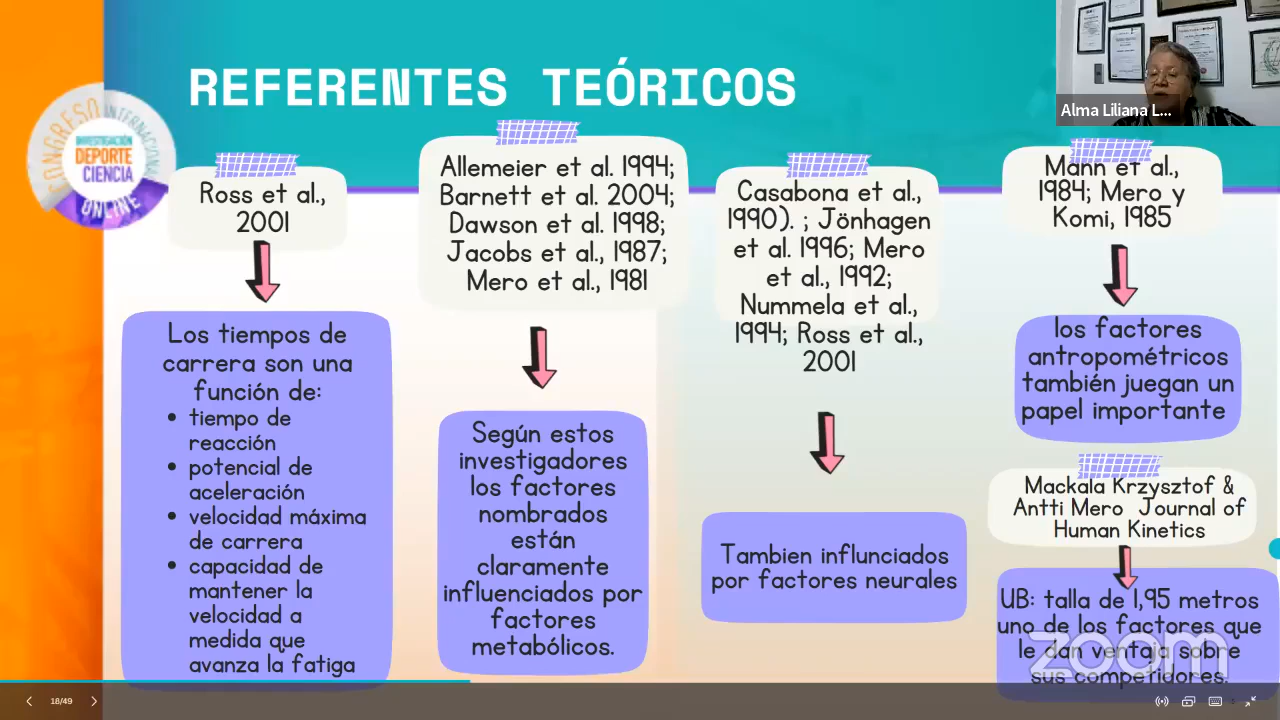 REFERENTES TEÓRICOS
Alma Liliana L...
CONGRESO INTERNACION
INVESTIGACIÓN
DEPORTE
CIENCIA
ONLINE
Ross et al.,
2001
Los tiempos de
carrera son una
función de:
• tiempo de
reacción
• potencial de
aceleración
• velocidad máxima
de carrera
• capacidad de
mantener la
velocidad a
medida que
avanza la fatiga
Allemeier et al. 1994;
Barnett et al. 2004;
Dawson et al. 1998;
Jacobs et al., 1987;
Mero et al., 1981
Según estos
investigadores
los factores
nombrados
están
claramente
influenciados por
factores
metabólicos.
Casabona et al.,
1990). ; Jönhagen
et al. 1996; Mero
et al., 1992;
Nummela et al.,
1994; Ross et al.,
2001
Tambien influnciados
por factores neurales
Mann et al.,
1984; Mero y
Komi, 1985
los factores
antropométricos
también juegan un
papel importante
Mackala Krzysztof &
Antti Mero Journal of
Human Kinetics
UB: talla de 1,95 metros
uno de los factores que
le dan ventaja sobre
sus competidores.
zoom
18/49